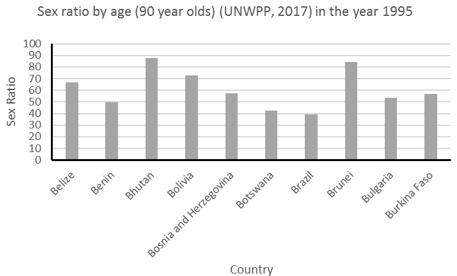 Sex ratio by age (90 year olds) (UNWPP, 2017) in the year 1995
100
90
80
70
60
50
40
30
20
10
0
Sex Ratio
Belize
Benin
Bhutan
Bolivia
Bosnia and Herzegovina
Botswana
Brazil
Brunei
Bulgaria
Burkina Faso
Country